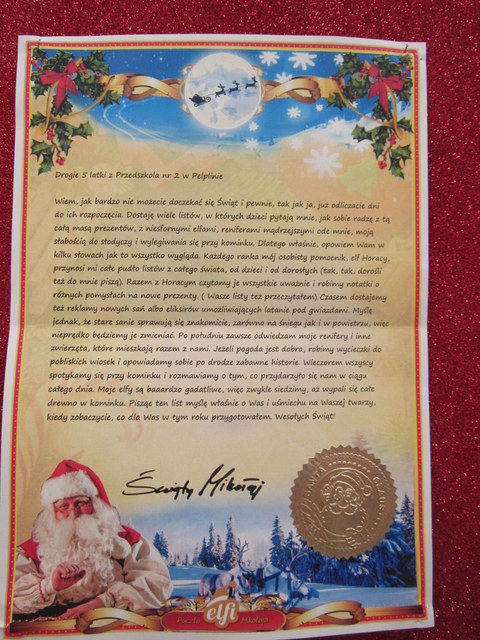 Drogie 5 latki z Przedszkola nr 2 w Pelplinie
Wiem, jak bardzo nie możecie doczekać się Świąt i pewnie, tak jak ja, już odliczacie dni
do ich rozpoczęcia. Dostaję wiele listów, w których dzieci pytają mnie, jak sobie radzę z tą
całą masą prezentów, z niesfornymi elfami, reniferami mądrzejszymi ode mnie, moją
słabością do słodyczy i wylegiwania się przy kominku. Dlatego właśnie, opowiem Wam w
kilku słowach jak to wszystko wygląda. Każdego ranka mój osobisty pomocnik, elf Horacy,
przynosi mi całe pudło listów z całego świata, od dzieci i od dorosłych (tak, tak, dorośli
też do mnie piszą). Razem z Horacym czytamy je wszystkie uważnie i robimy notatki o
różnych pomysłach na nowe prezenty. ( Wasze listy też przeczytałem) Czasem dostajemy
też reklamy nowych sań albo eliksirów umożliwiających latanie pod gwiazdami. Myślę
jednak, że stare sanie sprawują się znakomicie, zarówno na śniegu jak i w powietrzu, więc
nieprędko będziemy je zmieniać. Po południu zawsze odwiedzam moje renifery i inne
zwierzęta, które mieszkają razem z nami. Jeżeli pogoda jest dobra, robimy wycieczki do
pobliskich wiosek i opowiadamy sobie po drodze zabawne historie. Wieczorem wszyscy
spotykamy się przy kominku i rozmawiamy o tym, co przydarzyło się nam w ciągu
całego dnia. Moje elfy są baaardzo gadatliwe, więc zwykle siedzimy, aż wypali się całe
drewno w kominku. Pisząc ten list myślę właśnie o Was i uśmiechu na Waszej twarzy,
kiedy zobaczycie, co dla Was w tym roku przygotowałem. Wesołych Świąt!
Święty Mikołaj
Poczta elfi Mikołaja